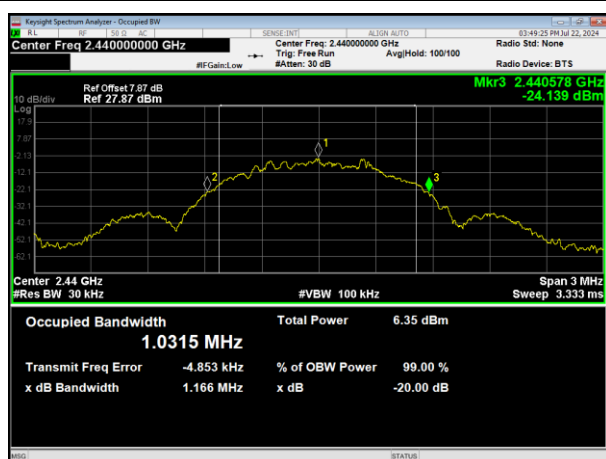 Keysight Spectrum Analyzer - Occupied BW
RL RF 50 Ω AC SENSE:INT ALIGN AUTO 03:49:25 PM Jul 22, 2024
Center Freq 2.440000000 GHz Center Freq: 2.440000000 GHz Radio Std: None
Trig: Free Run Avg|Hold: 100/100
#IFGain:Low #Atten: 30 dB Radio Device: BTS
Ref Offset 7.87 dB Mkr3 2.440578 GHz
10 dB/div Ref 27.87 dBm -24.139 dBm
Log
17.9
7.87
-2.13
-12.1
-22.1
-32.1
-42.1
-52.1
-62.1
1
2
3
Center 2.44 GHz Span 3 MHz
#Res BW 30 kHz #VBW 100 kHz Sweep 3.333 ms
Occupied Bandwidth Total Power 6.35 dBm
1.0315 MHz
Transmit Freq Error -4.853 kHz % of OBW Power 99.00 %
x dB Bandwidth 1.166 MHz x dB -20.00 dB
MSG STATUS